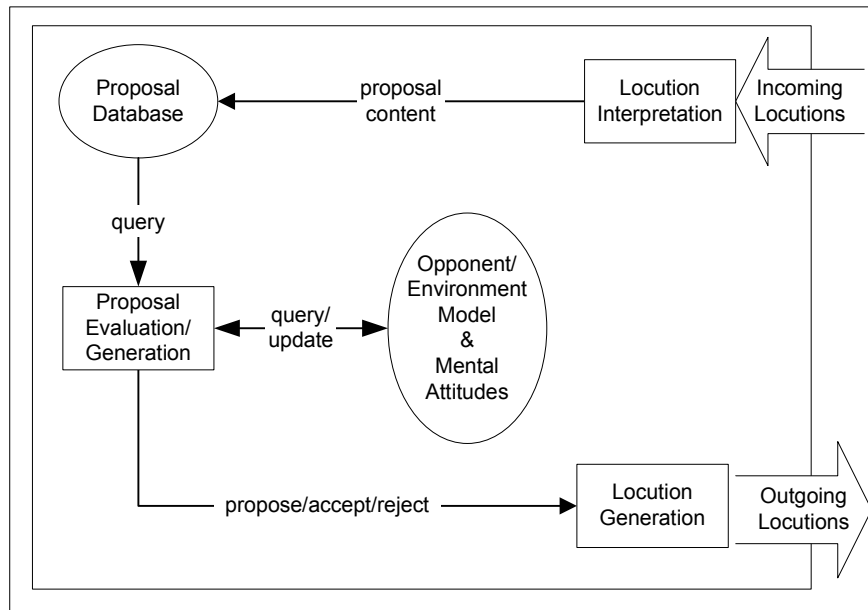 Proposal
Database
proposal
content
Locution
Interpretation
Incoming
Locutions
query
Proposal
Evaluation/
Generation
query/
update
Opponent/
Environment
Model
&
Mental
Attitudes
propose/accept/reject
Locution
Generation
Outgoing
Locutions